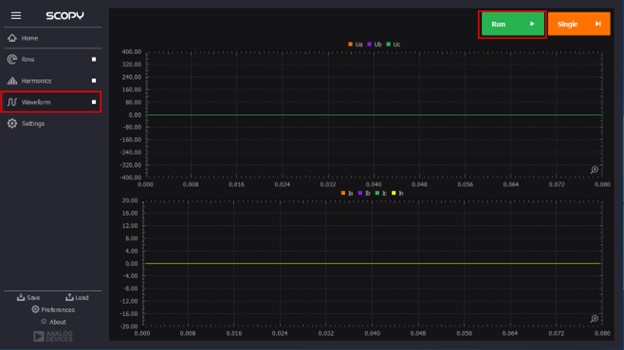 SCOPY
Home
Rms
Harmonics
Waveform
Settings
Save Load
Preferences
About
ANALOG
DEVICES
Run Single
Ua Ub Uc
400.00
320.00
240.00
160.00
80.00
0.00
-80.00
-160.00
-240.00
-320.00
-400.00
0.000 0.008 0.016 0.024 0.032 0.040 0.048 0.056 0.064 0.072 0.080
Ia Ib Ic In
20.00
16.00
12.00
8.00
4.00
0.00
-4.00
-8.00
-12.00
-16.00
-20.00
0.000 0.008 0.016 0.024 0.032 0.040 0.048 0.056 0.064 0.072 0.080